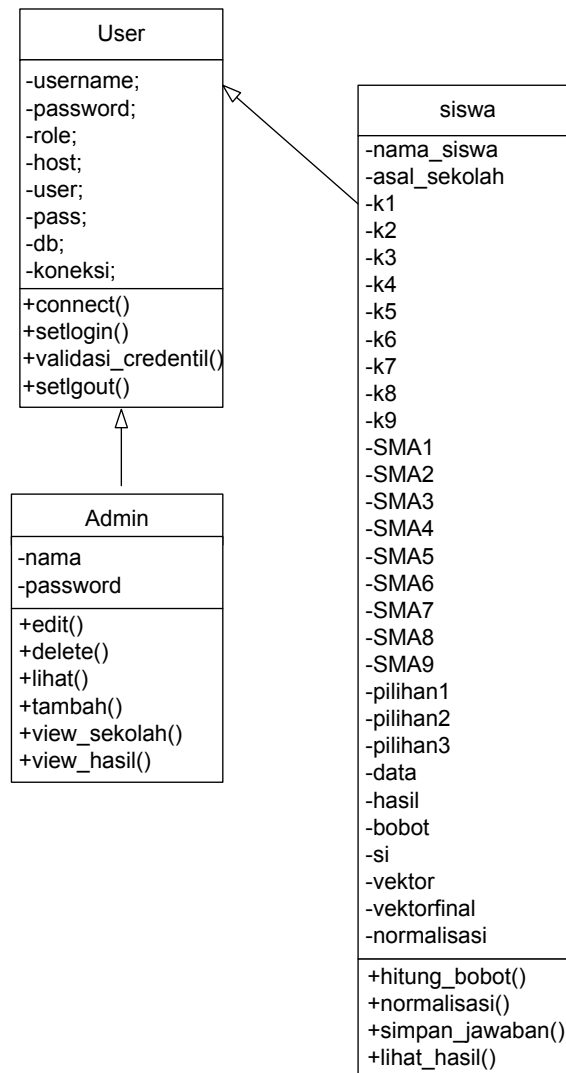 User
-username;
-password;
-role;
-host;
-user;
-pass;
-db;
-koneksi;
+connect()
+setlogin()
+validasi_credentil()
+setlgout()
Admin
-nama
-password
+edit()
+delete()
+lihat()
+tambah()
+view_sekolah()
+view_hasil()
siswa
-nama_siswa
-asal_sekolah
-k1
-k2
-k3
-k4
-k5
-k6
-k7
-k8
-k9
-SMA1
-SMA2
-SMA3
-SMA4
-SMA5
-SMA6
-SMA7
-SMA8
-SMA9
-pilihan1
-pilihan2
-pilihan3
-data
-hasil
-bobot
-si
-vektor
-vektorfinal
-normalisasi
+hitung_bobot()
+normalisasi()
+simpan_jawaban()
+lihat_hasil()